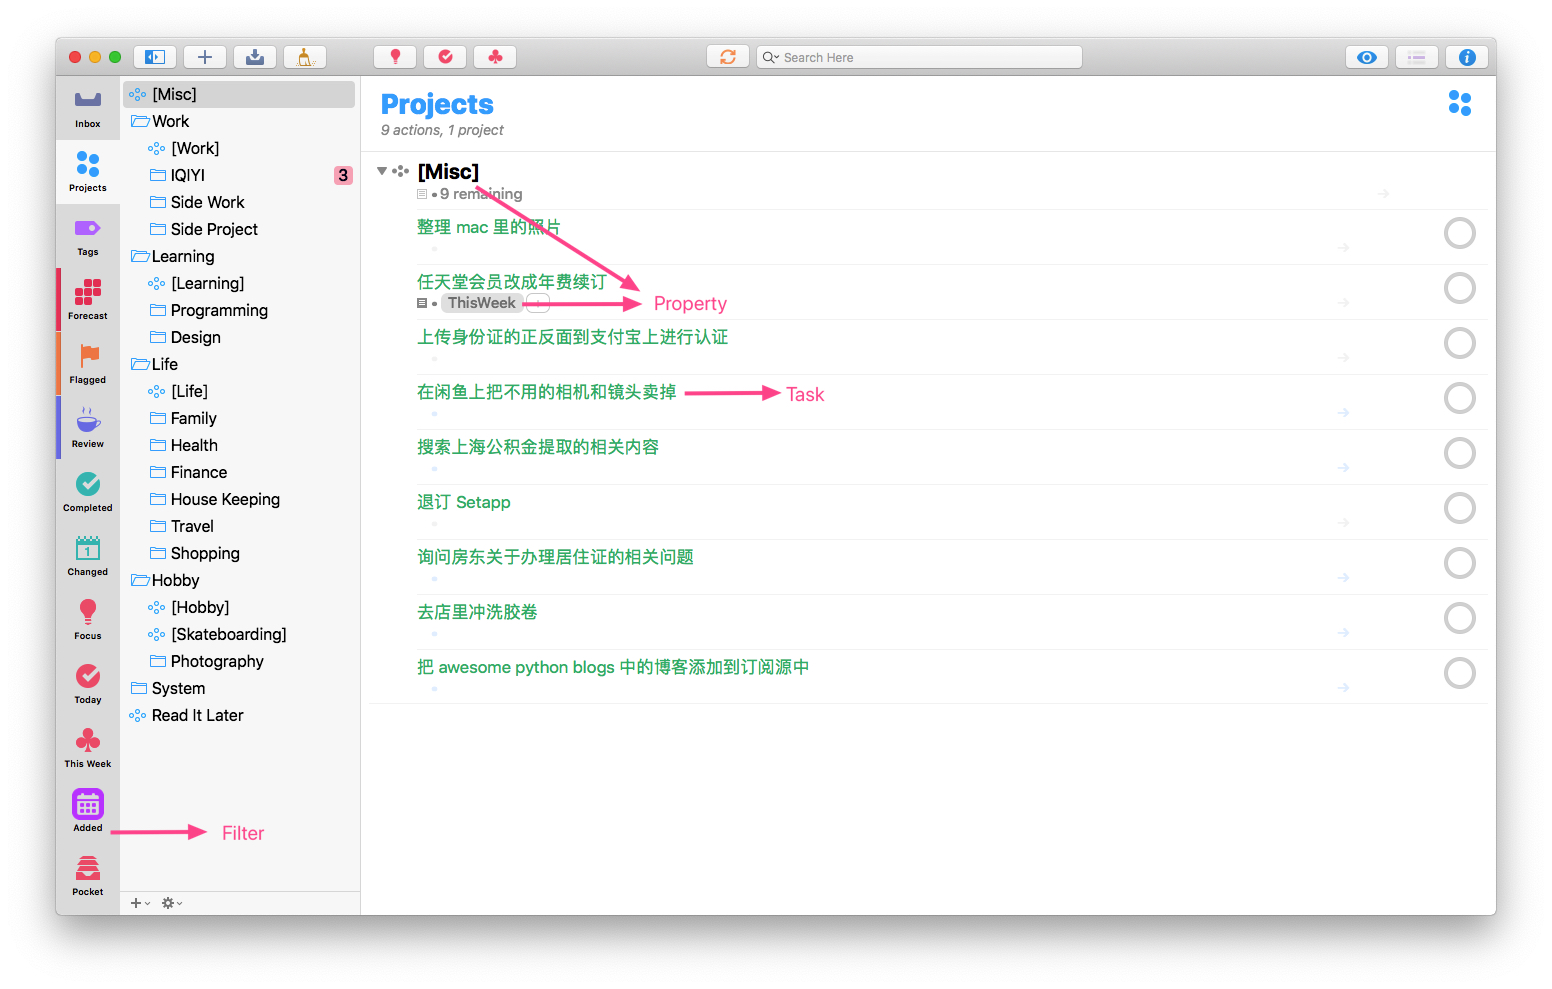 Search Here
Inbox
Projects
Tags
Forecast
Flagged
Review
Completed
1
Changed
Focus
Today
This Week
Added
Pocket
[Misc]
Work
[Work]
IQIYI 3
Side Work
Side Project
Learning
[Learning]
Programming
Design
Life
[Life]
Family
Health
Finance
House Keeping
Travel
Shopping
Hobby
[Hobby]
[Skateboarding]
Photography
System
Read It Later
Filter
Projects
9 actions, 1 project
[Misc]
9 remaining
整理 mac 里的照片
任天堂会员改成年费续订
ThisWeek
Property
上传身份证的正反面到支付宝上进行认证
在闲鱼上把不用的相机和镜头卖掉
Task
搜索上海公积金提取的相关内容
退订 Setapp
询问房东关于办理居住证的相关问题
去店里冲洗胶卷
把 awesome python blogs 中的博客添加到订阅源中